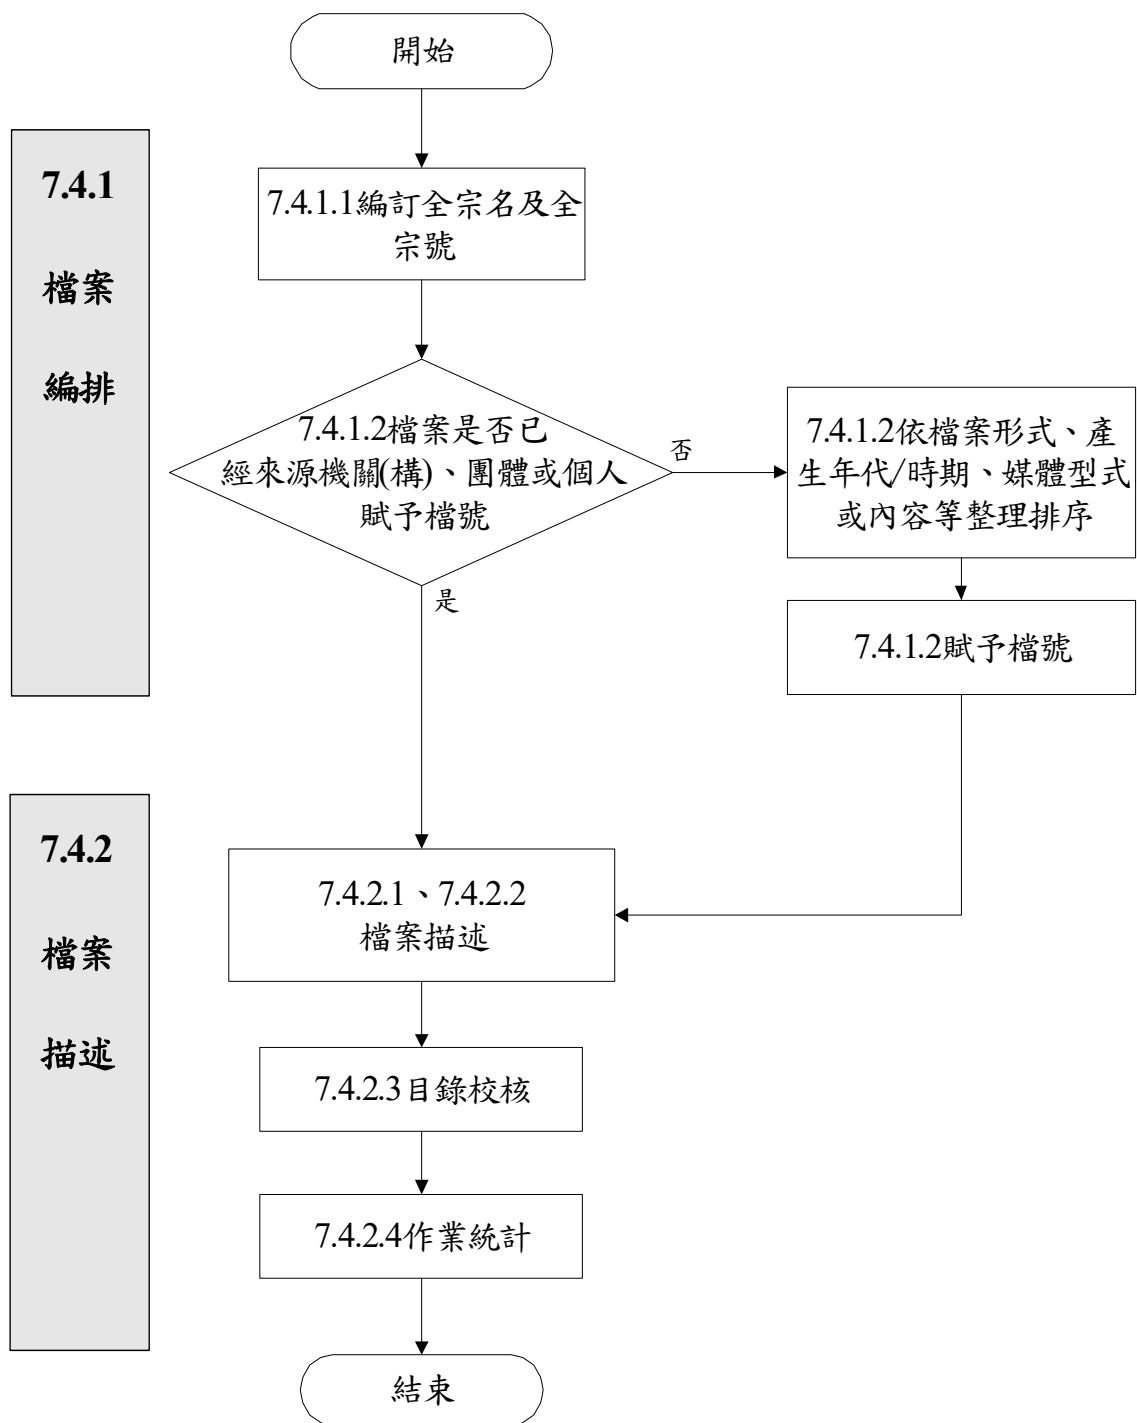 開始
7.4.1
檔案
編排
7.4.1.1編訂全宗名及全
宗號
7.4.1.2檔案是否已
經來源機關(構)、團體或個人
賦予檔號
否
7.4.1.2依檔案形式、產
生年代/時期、媒體型式
或內容等整理排序
是
7.4.1.2賦予檔號
7.4.2
檔案
描述
7.4.2.1、7.4.2.2
檔案描述
7.4.2.3目錄校核
7.4.2.4作業統計
結束